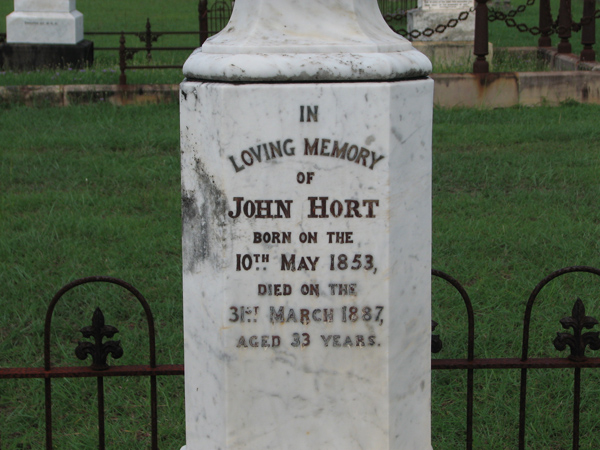 IN
LOVING MEMORY
OF
JOHN HORT
BORN ON THE
10TH MAY 1853,
DIED ON THE
31ST MARCH 1887,
AGED 33 YEARS.